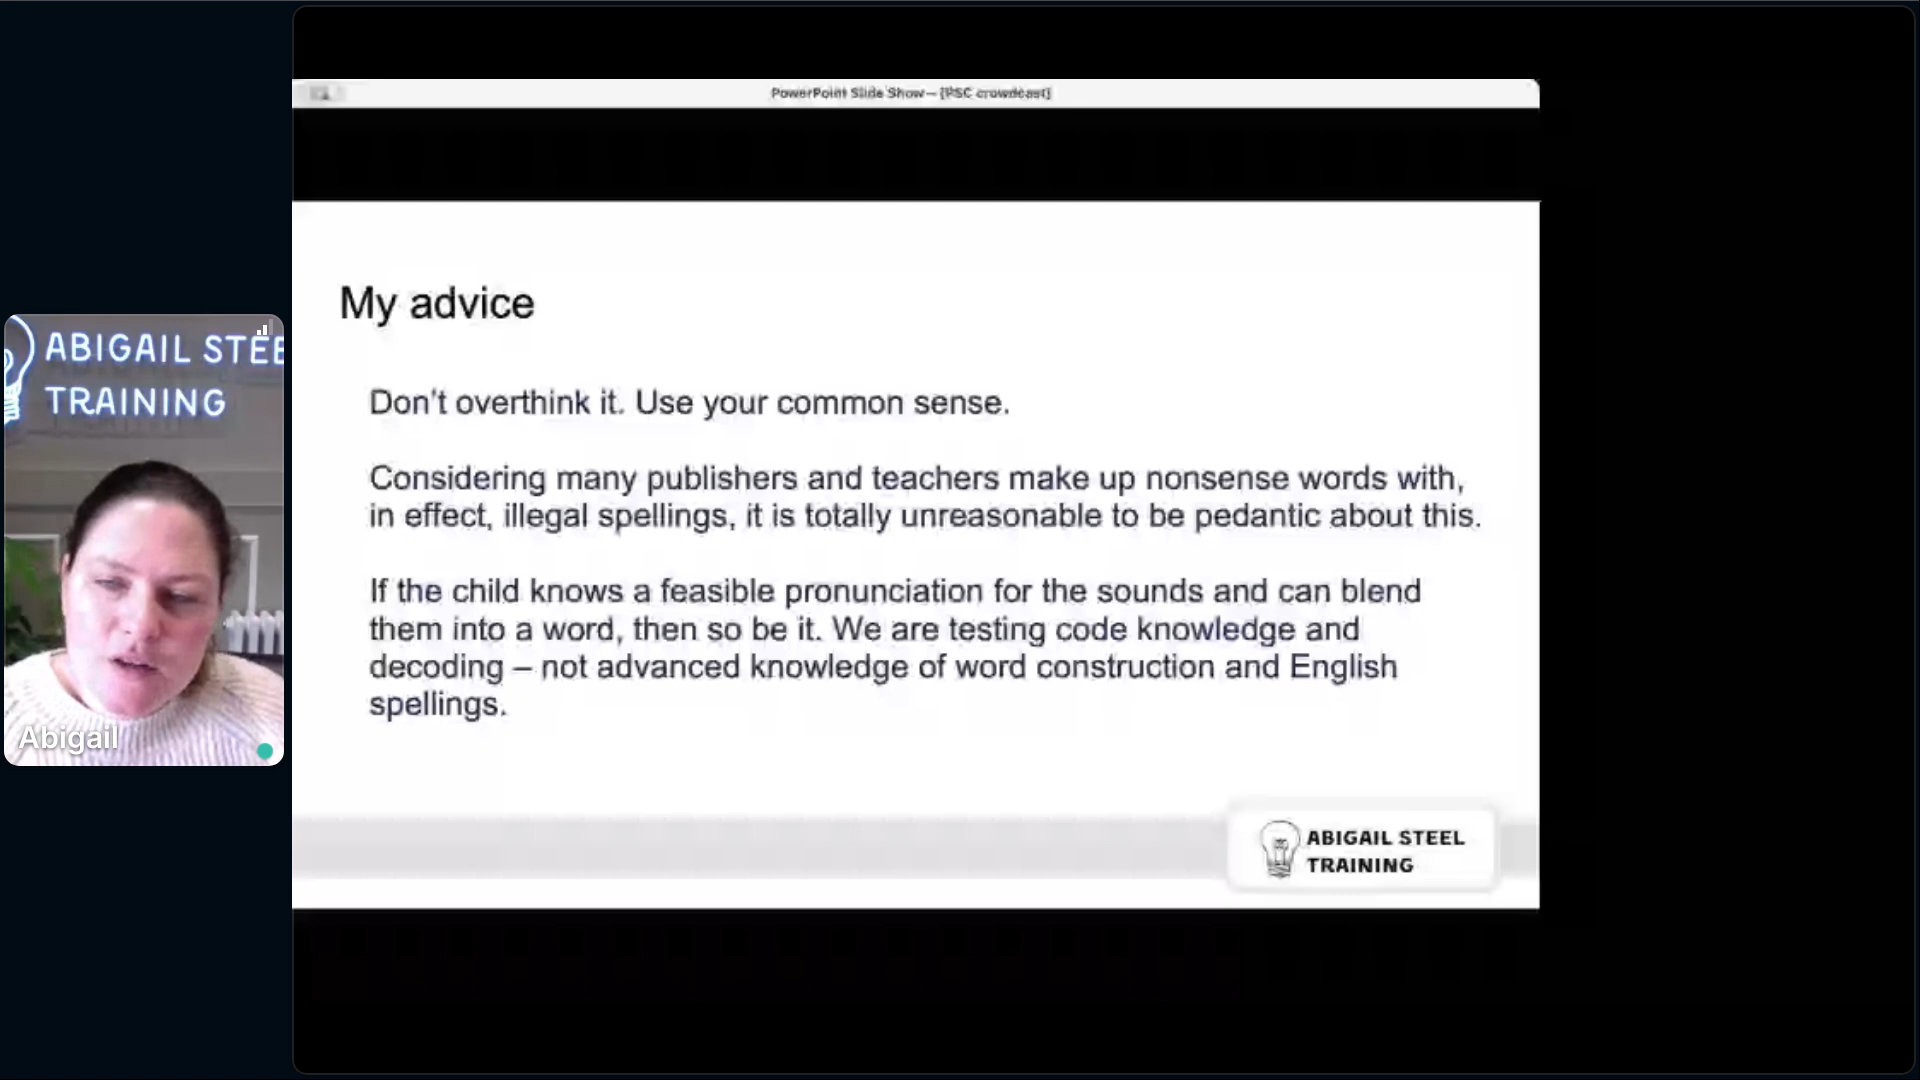 PowerPoint Slide Show – [PSC crowdcast]
ABIGAIL STEE
TRAINING
Abigail
My advice
Don't overthink it. Use your common sense.
Considering many publishers and teachers make up nonsense words with,
in effect, illegal spellings, it is totally unreasonable to be pedantic about this.
If the child knows a feasible pronunciation for the sounds and can blend
them into a word, then so be it. We are testing code knowledge and
decoding – not advanced knowledge of word construction and English
spellings.
ABIGAIL STEEL
TRAINING